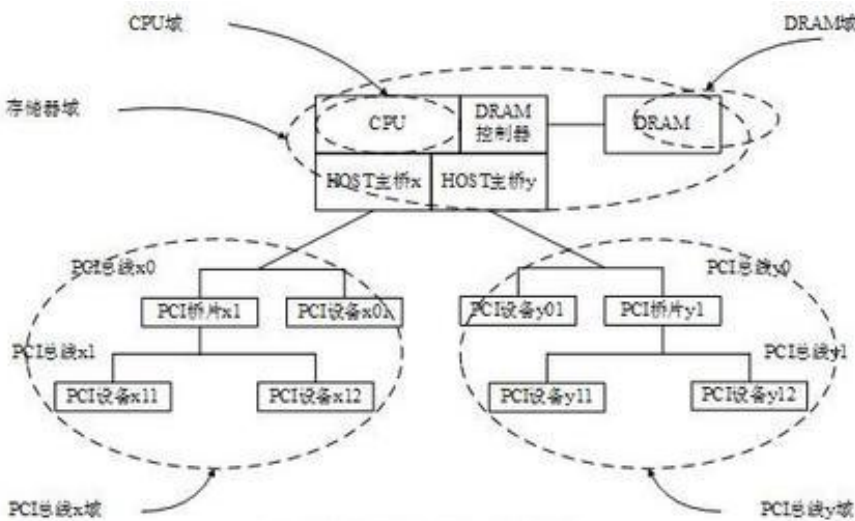 CPU域
DRAM域
存储器域
CPU
DRAM
控制器
DRAM
HOST主桥x
HOST主桥y
PCI总线x0
PCI总线y0
PCI桥片x1
PCI设备x01
PCI设备y01
PCI桥片y1
PCI总线x1
PCI总线y1
PCI设备x11
PCI设备x12
PCI设备y11
PCI设备y12
PCI总线x域
PCI总线y域